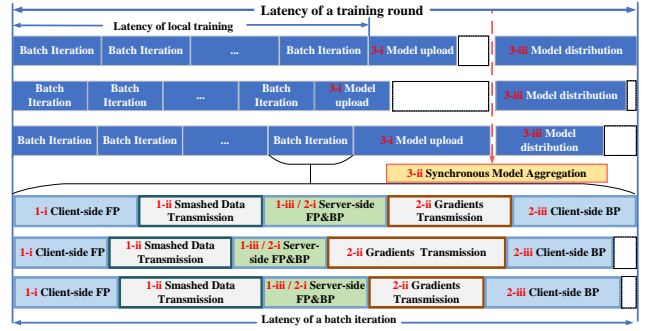 Latency of a training round
Latency of local training
Batch Iteration Batch Iteration ... Batch Iteration 3-i Model upload 3-iii Model distribution
Batch Iteration Batch Iteration ... Batch Iteration 3-i Model upload 3-iii Model distribution
Batch Iteration Batch Iteration ... Batch Iteration 3-i Model upload 3-iii Model distribution
3-ii Synchronous Model Aggregation
1-i Client-side FP 1-ii Smashed Data Transmission 1-iii / 2-i Server-side FP&BP 2-ii Gradients Transmission 2-iii Client-side BP
1-i Client-side FP 1-ii Smashed Data Transmission 1-iii / 2-i Server-side FP&BP 2-ii Gradients Transmission 2-iii Client-side BP
1-i Client-side FP 1-ii Smashed Data Transmission 1-iii / 2-i Server-side FP&BP 2-ii Gradients Transmission 2-iii Client-side BP
Latency of a batch iteration